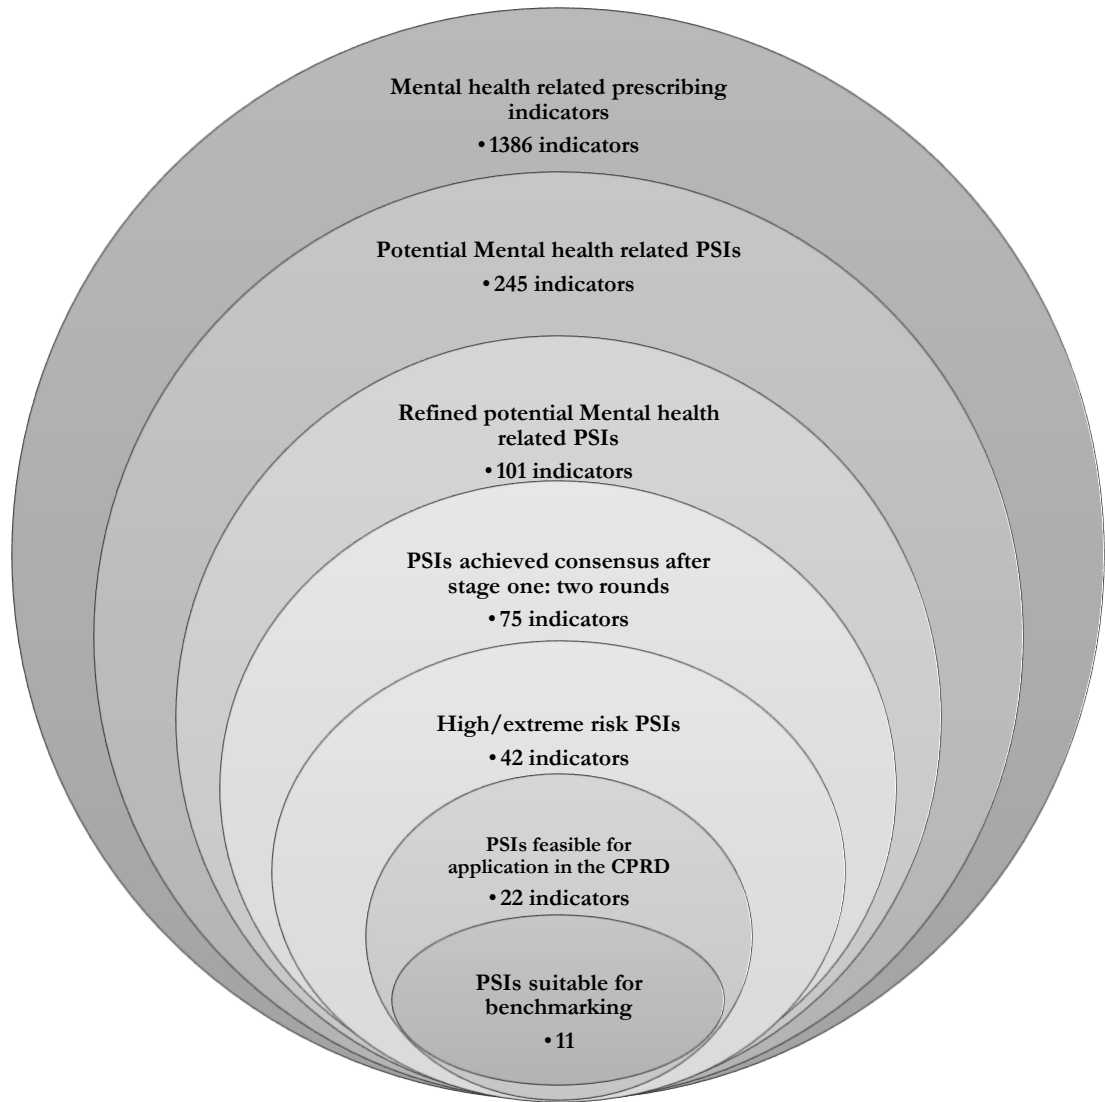 Mental health related prescribing
indicators
• 1386 indicators
Potential Mental health related PSIs
• 245 indicators
Refined potential Mental health
related PSIs
• 101 indicators
PSIs achieved consensus after
stage one: two rounds
• 75 indicators
High/extreme risk PSIs
• 42 indicators
PSIs feasible for
application in the CPRD
• 22 indicators
PSIs suitable for
benchmarking
• 11